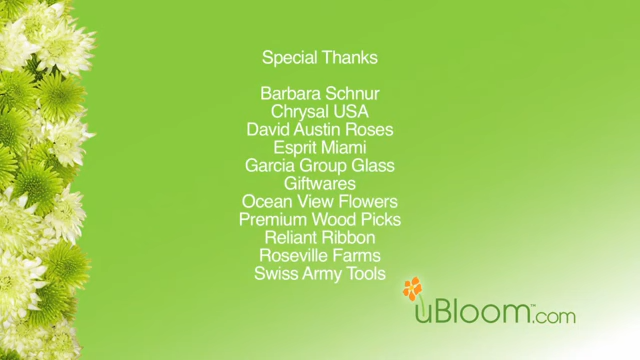 Special Thanks
Barbara Schnur
Chrysal USA
David Austin Roses
Esprit Miami
Garcia Group Glass
Giftwares
Ocean View Flowers
Premium Wood Picks
Reliant Ribbon
Roseville Farms
Swiss Army Tools
uBloom™.com